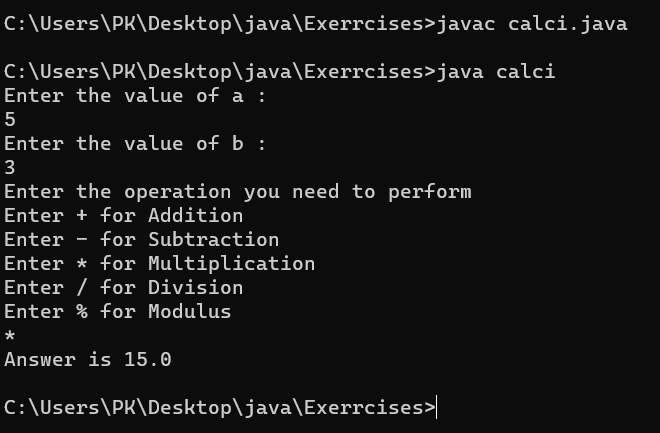 C:\Users\PK\Desktop\java\Exerrcises>javac calci.java
C:\Users\PK\Desktop\java\Exerrcises>java calci
Enter the value of a :
5
Enter the value of b :
3
Enter the operation you need to perform
Enter + for Addition
Enter - for Subtraction
Enter * for Multiplication
Enter / for Division
Enter % for Modulus
*
Answer is 15.0
C:\Users\PK\Desktop\java\Exerrcises>